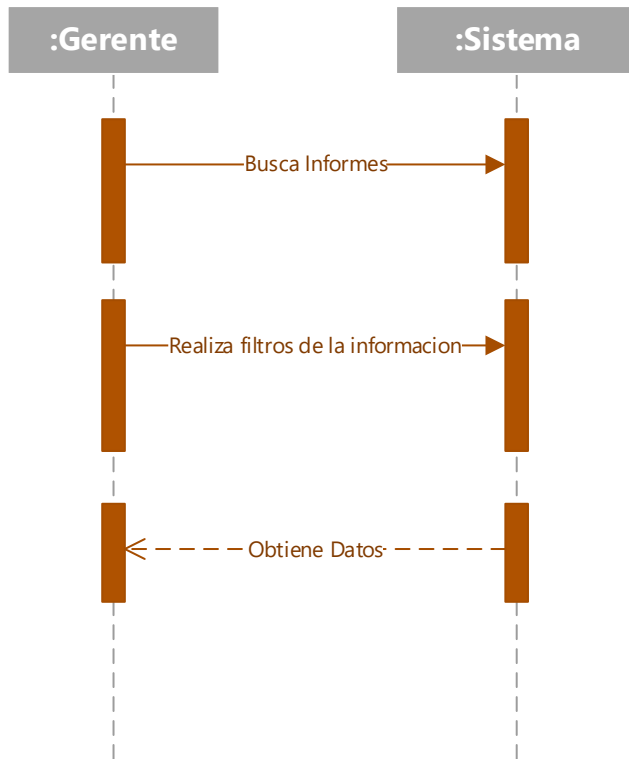 :Gerente
:Sistema
Busca Informes
Realiza filtros de la informacion
Obtiene Datos